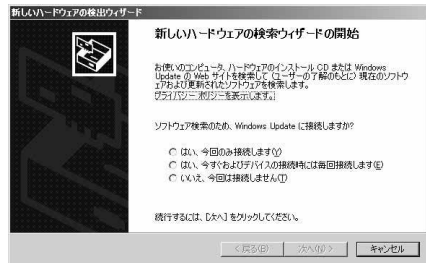 新しいハードウェアの検出ウィザード
新しいハードウェアの検索ウィザードの開始
お使いのコンピュータ、ハードウェアのインストール CD または Windows
Update の Web サイトを検索して (ユーザーの了解のもとに) 現在のソフトウ
ェアおよび更新されたソフトウェアを検索します。
プライバシー ポリシーを表示します。
ソフトウェア検索のため、Windows Update に接続しますか?
はい、今回のみ接続します(Y)
はい、今すぐおよびデバイスの接続時には毎回接続します(E)
いいえ、今回は接続しません(T)
続行するには、[次へ] をクリックしてください。
< 戻る(B) 次へ(N) > キャンセル